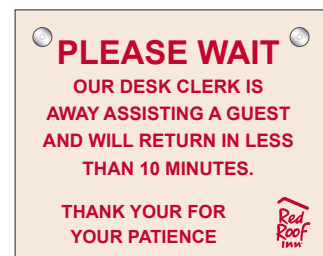 PLEASE WAIT
OUR DESK CLERK IS
AWAY ASSISTING A GUEST
AND WILL RETURN IN LESS
THAN 10 MINUTES.
THANK YOUR FOR
YOUR PATIENCE
Red
Roof
Inn